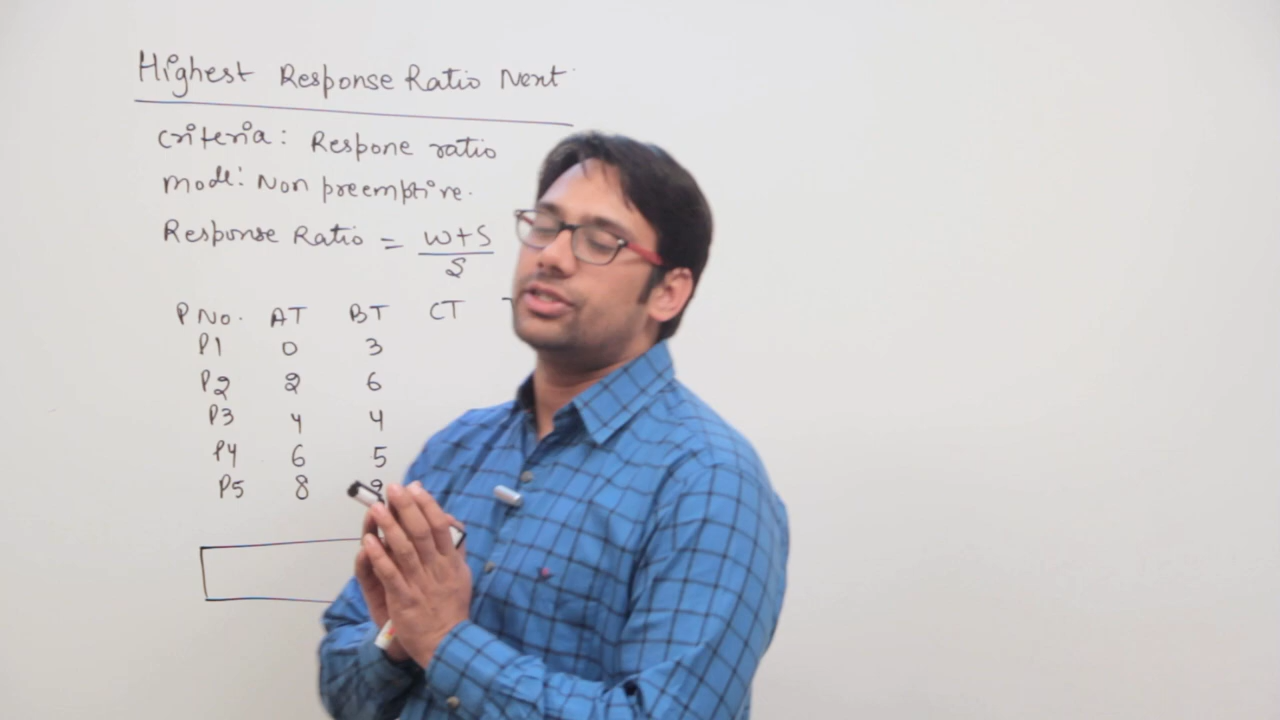 Highest Response Ratio Next
Criteria: Respone ratio
Mode: Non preemptive.
Response Ratio = W+S
S
P No. AT BT CT
P1 0 3
P2 2 6
P3 4 4
P4 6 5
P5 8